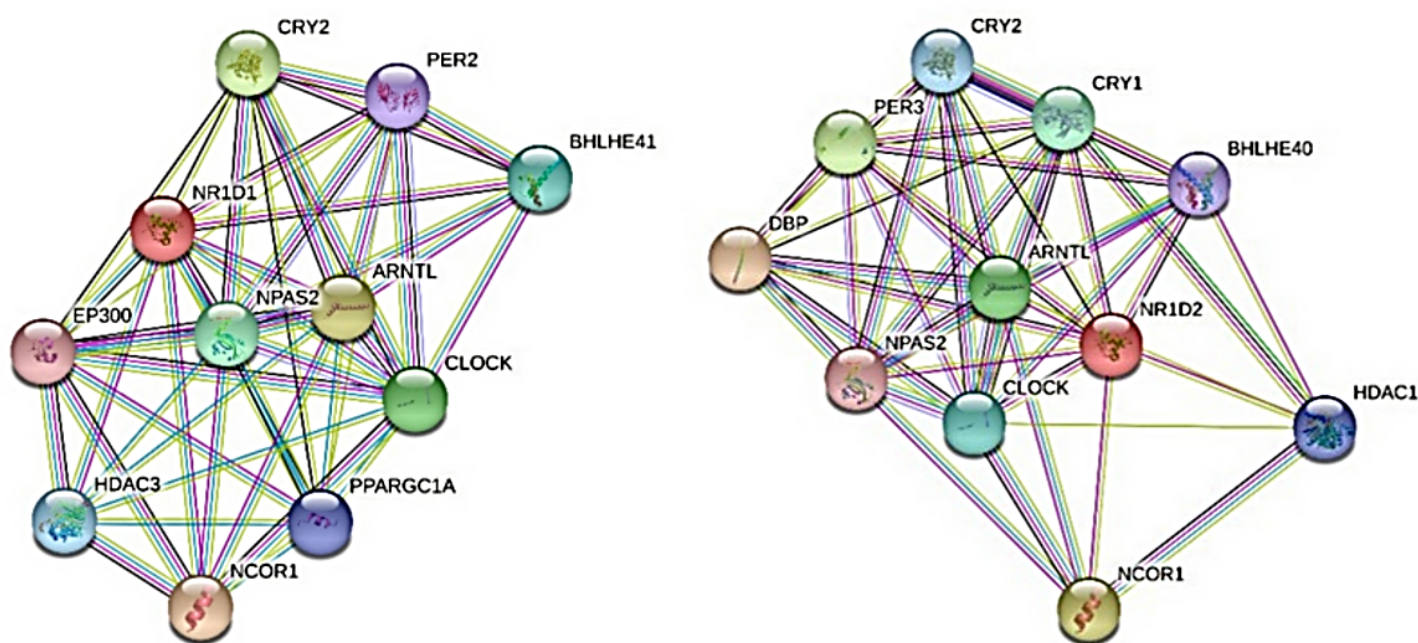 CRY2
PER2
BHLHE41
NR1D1
ARNTL
NPAS2
EP300
CLOCK
HDAC3
PPARGC1A
NCOR1
CRY2
CRY1
PER3
BHLHE40
DBP
ARNTL
NR1D2
NPAS2
CLOCK
HDAC1
NCOR1